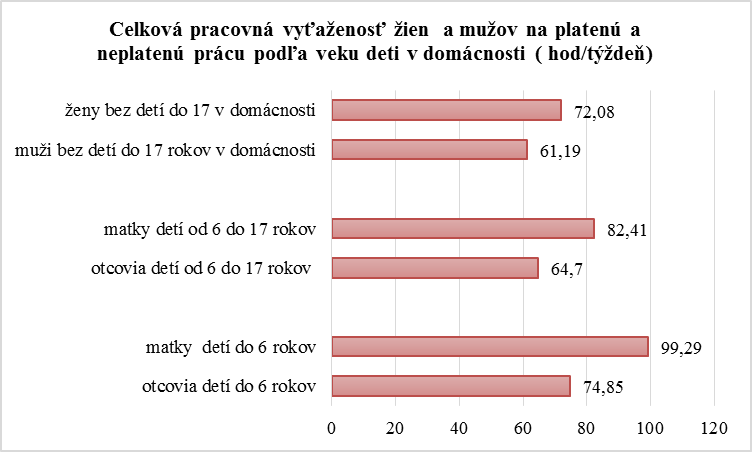 Celková pracovná vyťaženosť žien a mužov na platenú a
neplatenú prácu podľa veku deti v domácnosti ( hod/týždeň)
ženy bez detí do 17 v domácnosti
72,08
muži bez detí do 17 rokov v domácnosti
61,19
matky detí od 6 do 17 rokov
82,41
otcovia detí od 6 do 17 rokov
64,7
matky detí do 6 rokov
99,29
otcovia detí do 6 rokov
74,85
0 20 40 60 80 100 120